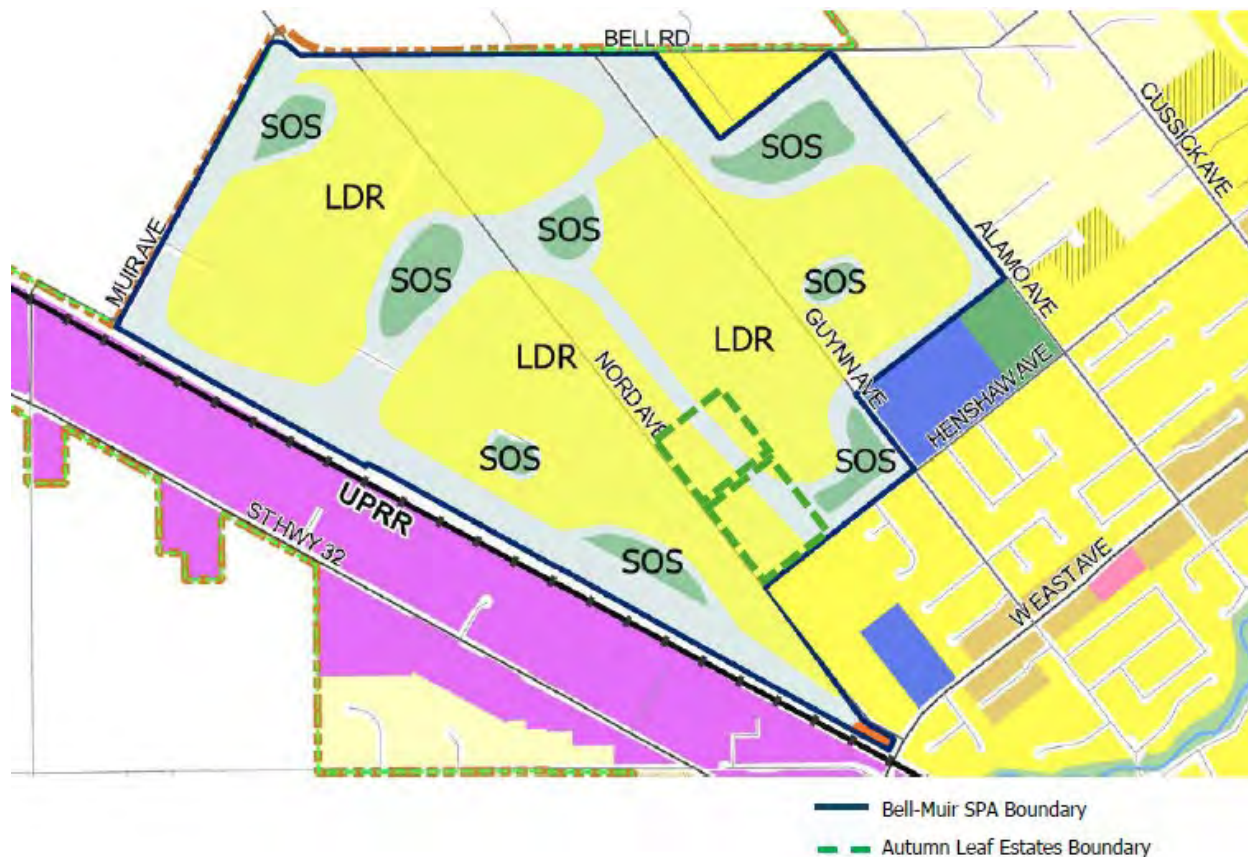 BELL RD
SOS
SOS
CUSSICK AVE
LDR
SOS
MUIR AVE
SOS
SOS
ALAMO AVE
GUYNN AVE
LDR
LDR
NORD AVE
HENSHAW AVE
SOS
SOS
UPRR
ST HWY 32
SOS
W EAST AVE
Bell-Muir SPA Boundary
Autumn Leaf Estates Boundary